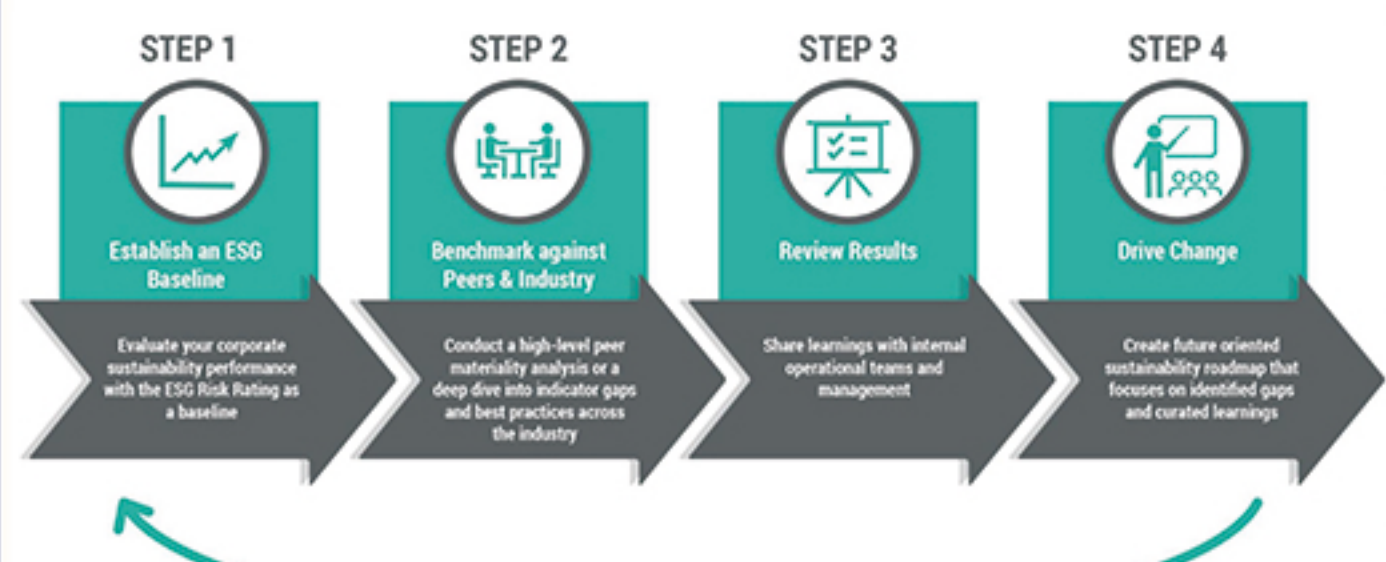 STEP 1
Establish an ESG
Baseline
Evaluate your corporate
sustainability performance
with the ESG Risk Rating as
a baseline
STEP 2
Benchmark against
Peers & Industry
Conduct a high-level peer
materiality analysis or a
deep dive into indicator gaps
and best practices across
the industry
STEP 3
Review Results
Share learnings with internal
operational teams and
management
STEP 4
Drive Change
Create future oriented
sustainability roadmap that
focuses on identified gaps
and curated learnings